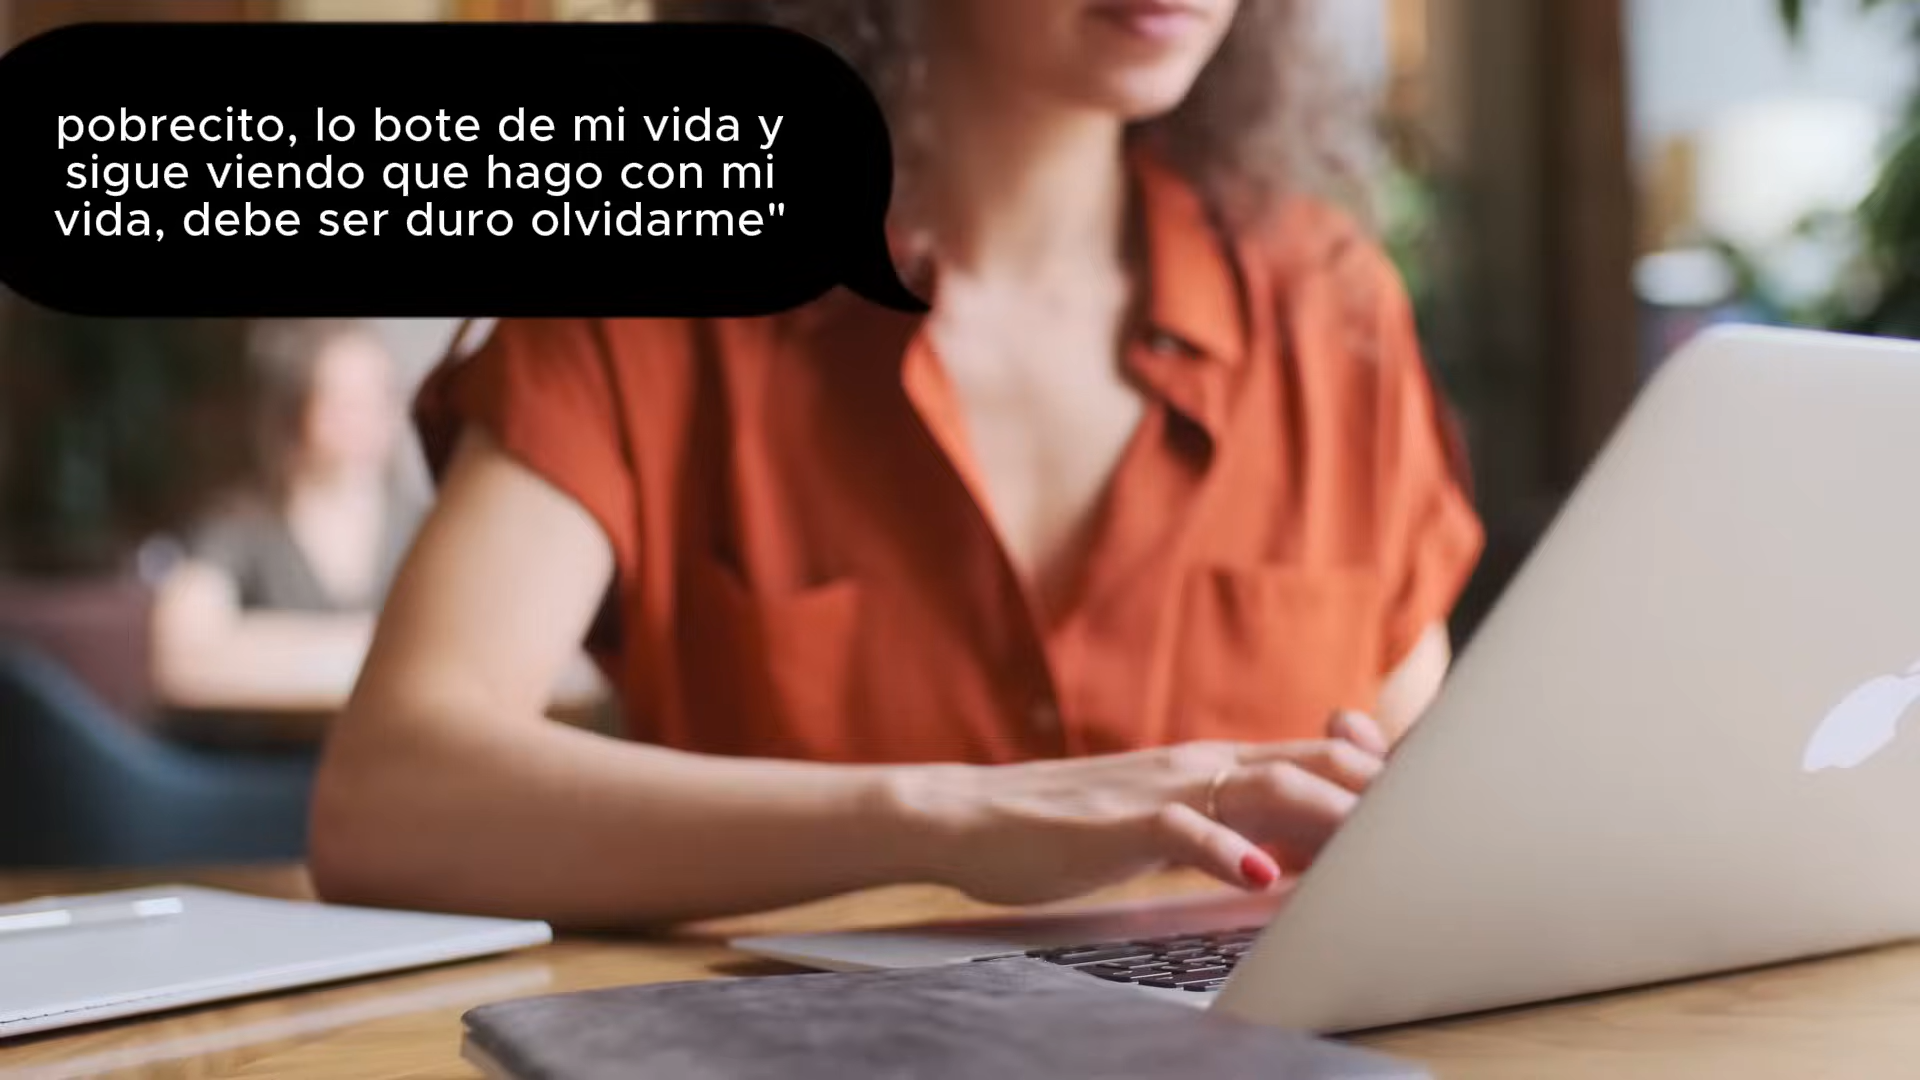 pobrecito, lo bote de mi vida y
sigue viendo que hago con mi
vida, debe ser duro olvidarme"